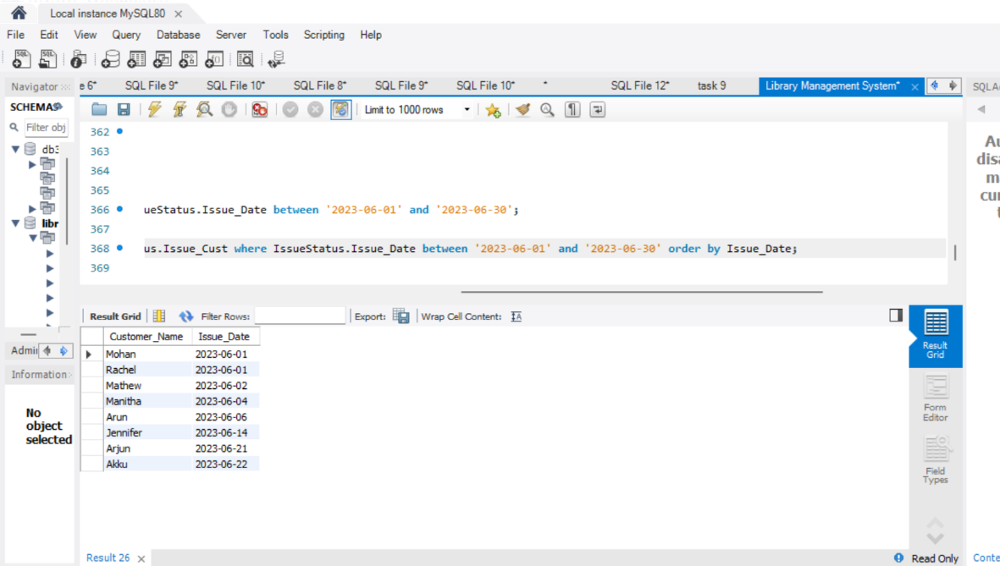 Local instance MySQL80
File Edit View Query Database Server Tools Scripting Help
Navigator
e 6* SQL File 9* SQL File 10* SQL File 8* SQL File 9* SQL File 10* * SQL File 12* task 9 Library Management System*
SCHEMAS
Limit to 1000 rows
Filter obj
362
363
364
365
366 ueStatus.Issue_Date between '2023-06-01' and '2023-06-30';
367
368 us.Issue_Cust where IssueStatus.Issue_Date between '2023-06-01' and '2023-06-30' order by Issue_Date;
369
libr
Result Grid Filter Rows: Export: Wrap Cell Content:
Customer_Name Issue_Date
Mohan 2023-06-01
Rachel 2023-06-01
Mathew 2023-06-02
Manitha 2023-06-04
Arun 2023-06-06
Jennifer 2023-06-14
Arjun 2023-06-21
Akku 2023-06-22
Admin
Information
No
object
selected
Result
Grid
Form
Editor
Field
Types
Result 26
Read Only
Conte